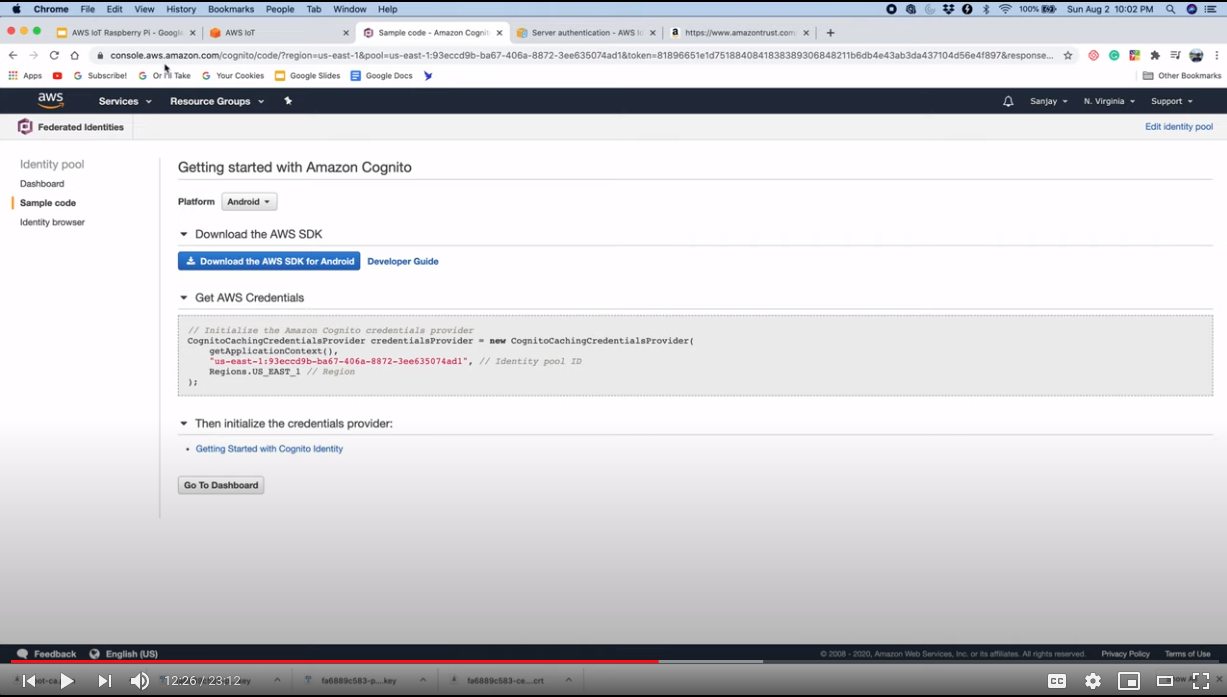 Chrome File Edit View History Bookmarks People Tab Window Help 100% Sun Aug 2 10:02 PM
AWS IoT Raspberry Pi - Google AWS IoT Sample code - Amazon Cognito Server authentication - AWS Io https://www.amazontrust.com
console.aws.amazon.com/cognito/code/?region=us-east-1&pool=us-east-1:93eccd9b-ba67-406a-8872-3ee635074ad1&token=
Apps Subscribe! Your Cookies Google Slides Google Docs Other Bookmarks
aws Services Resource Groups Sanjay N. Virginia Support
Federated Identities Edit identity pool
Identity pool
Dashboard
Sample code
Identity browser
Getting started with Amazon Cognito
Platform Android
Download the AWS SDK
Download the AWS SDK for Android Developer Guide
Get AWS Credentials
// Initialize the Amazon Cognito credentials provider
CognitoCachingCredentialsProvider credentialsProvider = new CognitoCachingCredentialsProvider(
getApplicationContext(),
"us-east-1:93eccd9b-ba67-406a-8872-3ee635074ad1", // Identity pool ID
Regions.US_EAST_1 // Region
);
Then initialize the credentials provider:
• Getting Started with Cognito Identity
Go To Dashboard
Feedback English (US) © 2008 - 2020, Amazon Web Services, Inc. or its affiliates. All rights reserved. Privacy Policy Terms of Use
fa6889c583-p....key fa6889c583-ce....crt
12:26 / 23:12